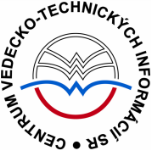 CENTRUM VEDECKO-TECHNICKÝCH INFORMÁCIÍ SR